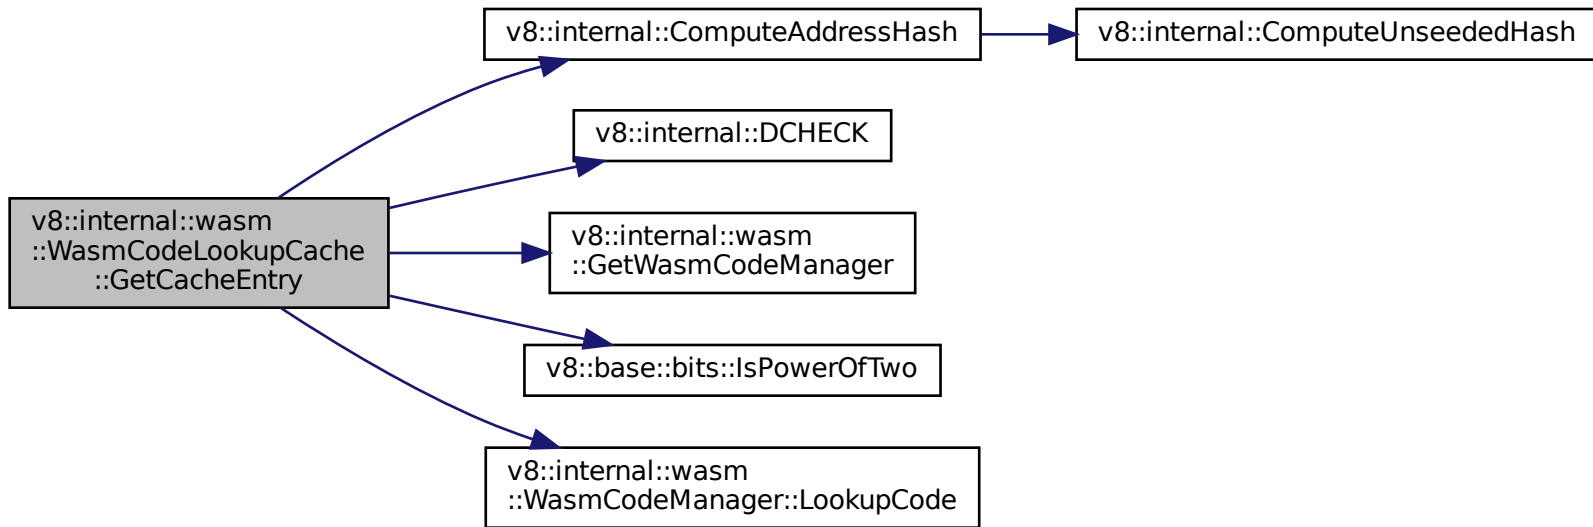 v8::internal::wasm
::WasmCodeLookupCache
::GetCacheEntry
v8::internal::ComputeAddressHash
v8::internal::ComputeUnseededHash
v8::internal::DCHECK
v8::internal::wasm
::GetWasmCodeManager
v8::base::bits::IsPowerOfTwo
v8::internal::wasm
::WasmCodeManager::LookupCode